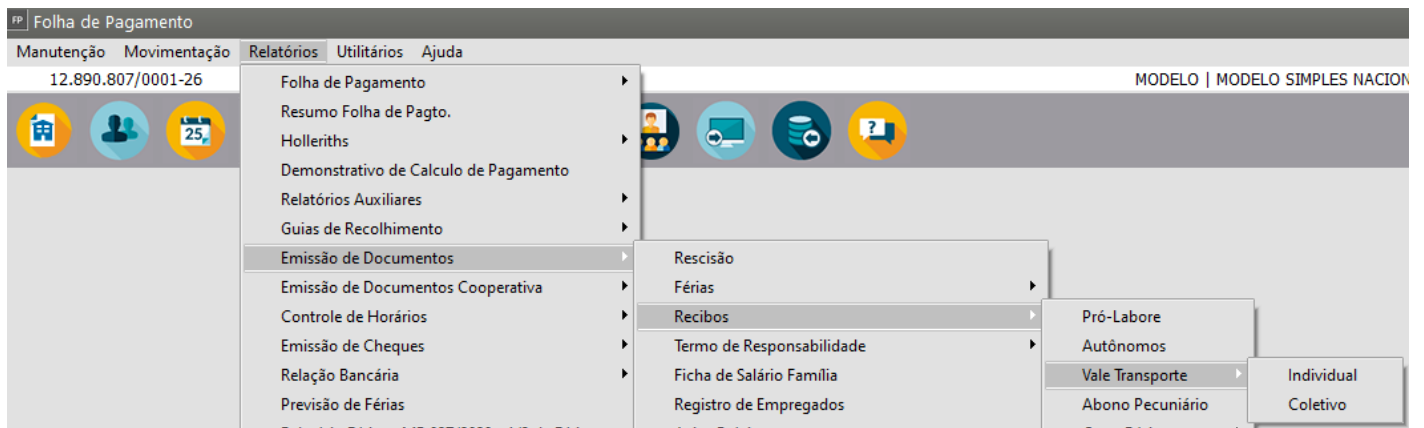 FP Folha de Pagamento
Manutenção Movimentação Relatórios Utilitários Ajuda
12.890.807/0001-26
MODELO | MODELO SIMPLES NACION
25
?
Folha de Pagamento
Resumo Folha de Pagto.
Holleriths
Demonstrativo de Calculo de Pagamento
Relatórios Auxiliares
Guias de Recolhimento
Emissão de Documentos
Emissão de Documentos Cooperativa
Controle de Horários
Emissão de Cheques
Relação Bancária
Previsão de Férias
Rescisão
Férias
Recibos
Termo de Responsabilidade
Ficha de Salário Família
Registro de Empregados
Pró-Labore
Autônomos
Vale Transporte
Abono Pecuniário
Individual
Coletivo